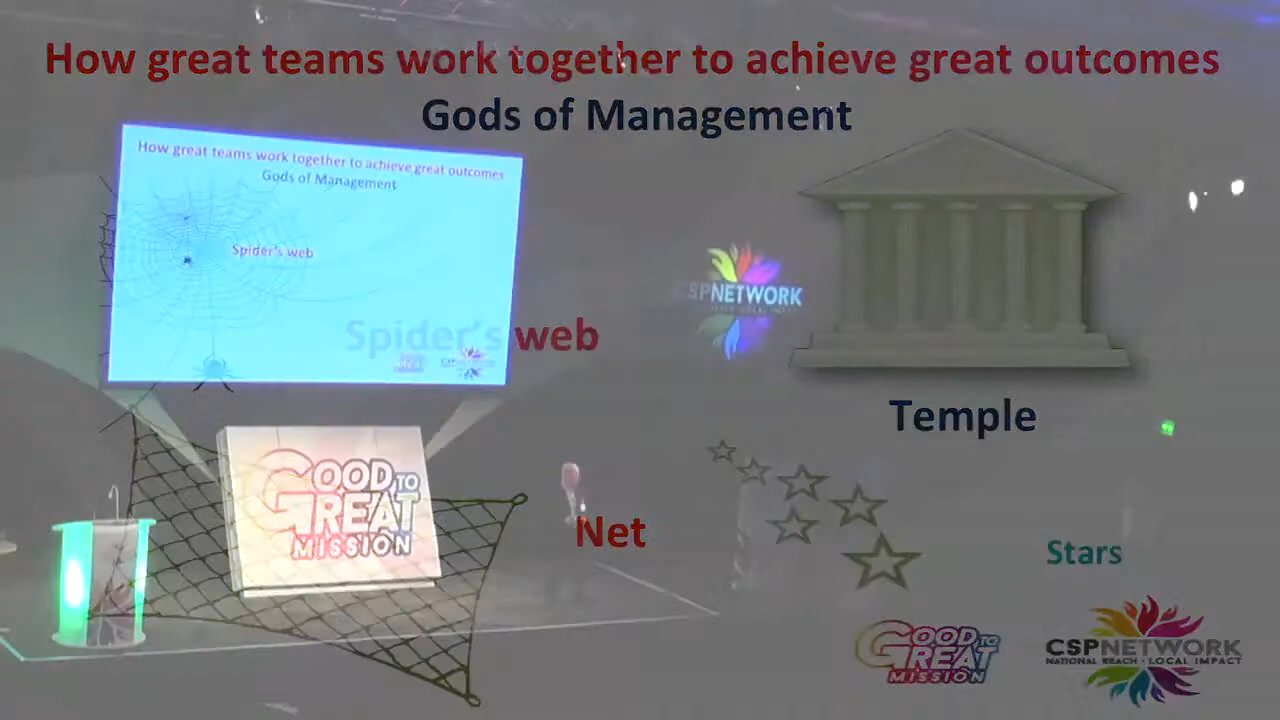 How great teams work together to achieve great outcomes
Gods of Management
How great teams work together to achieve great outcomes
Gods of Management
Spider's web
Spider's web
CSPNETWORK
Temple
GOOD TO
GREAT
MISSION
Net
Stars
GOOD TO
GREAT
MISSION
CSPNETWORK
NATIONAL REACH • LOCAL IMPACT